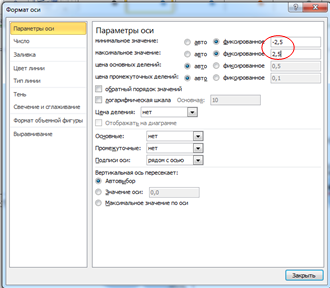 Формат оси
Параметры оси
Число
Заливка
Цвет линии
Тип линии
Тень
Свечение и сглаживание
Формат объемной фигуры
Выравнивание
Параметры оси
минимальное значение: авто фиксированное -2,5
максимальное значение: авто фиксированное 2,5
цена основных делений: авто фиксированное 0,5
цена промежуточных делений: авто фиксированное 0,1
обратный порядок значений
логарифмическая шкала Основная: 10
Цена деления: нет
Отображать на диаграмме
Основные: нет
Промежуточные: нет
Подписи оси: рядом с осью
Вертикальная ось пересекает:
Автовыбор
Значение оси: 0,0
Максимальное значение по оси
Закрыть